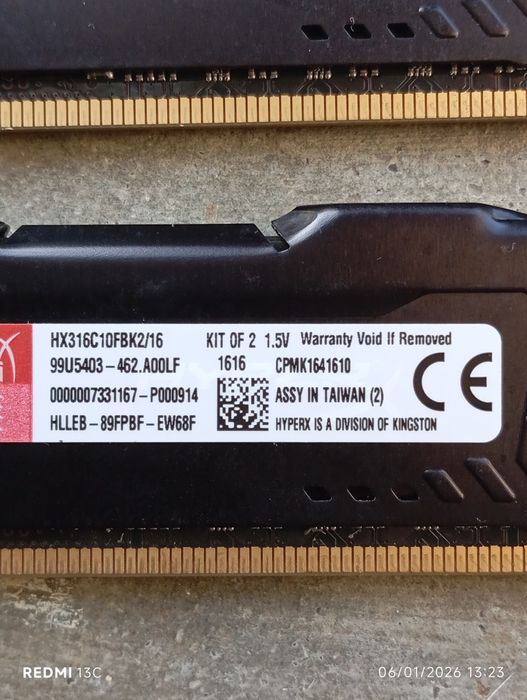 HX316C10FBK2/16 KIT OF 2 1.5V Warranty Void If Removed
99U5403-462.A00LF 1616 CPMK1641610
0000007331167-P000914 ASSY IN TAIWAN (2)
HLLEB-89FPBF-EW68F HYPERX IS A DIVISION OF KINGSTON
CE
REDMI 13C 06/01/2026 13:23